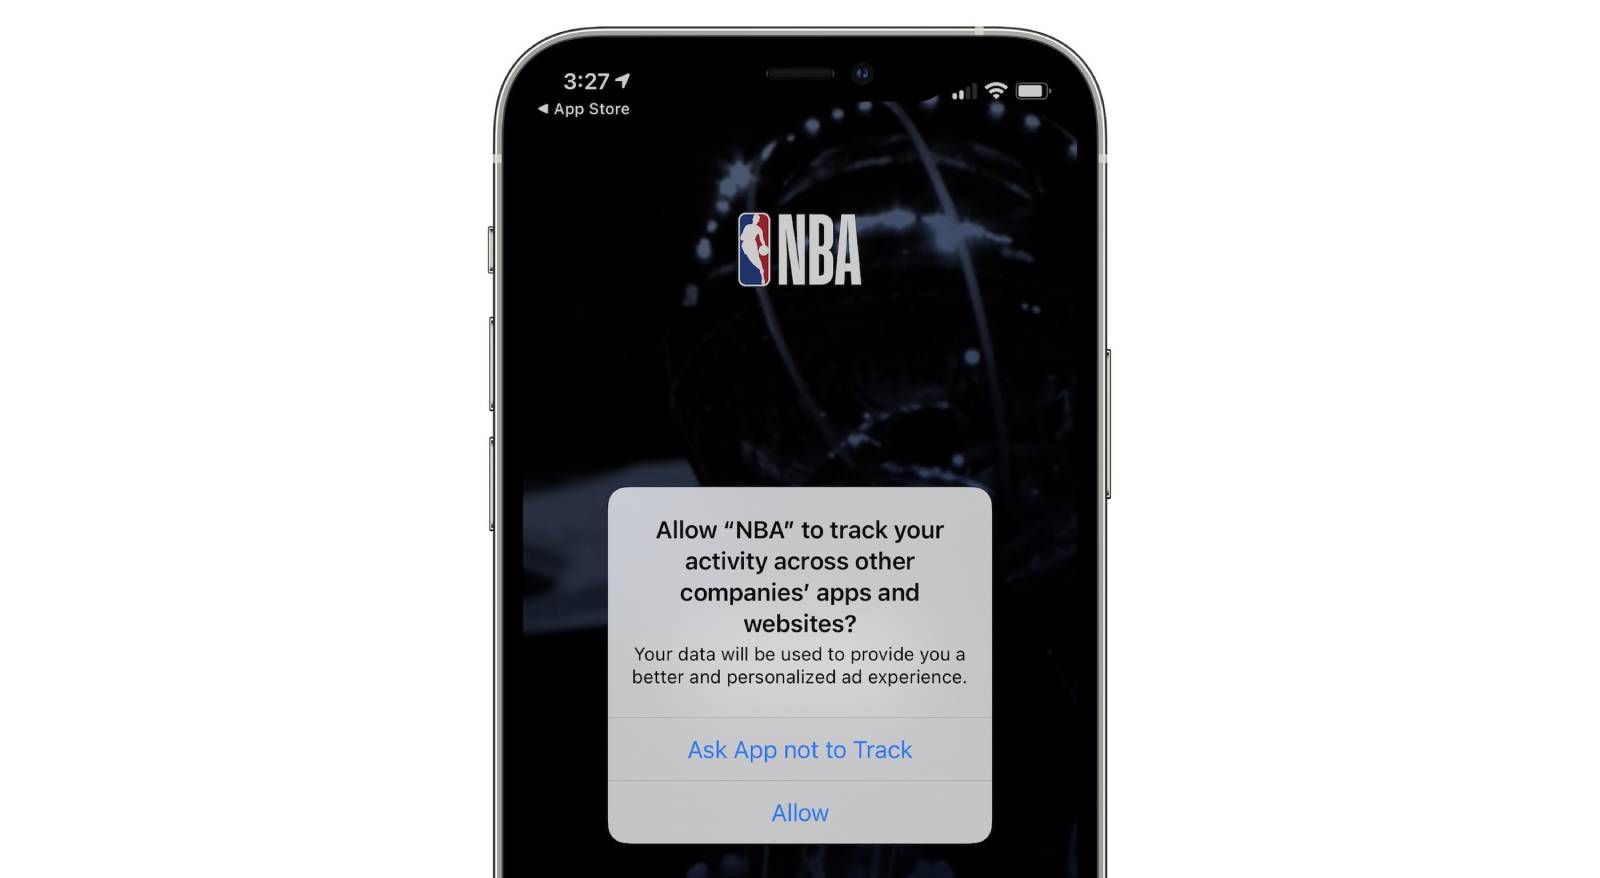 3:27
◀ App Store
NBA
Allow “NBA” to track your
activity across other
companies’ apps and
websites?
Your data will be used to provide you a
better and personalized ad experience.
Ask App not to Track
Allow